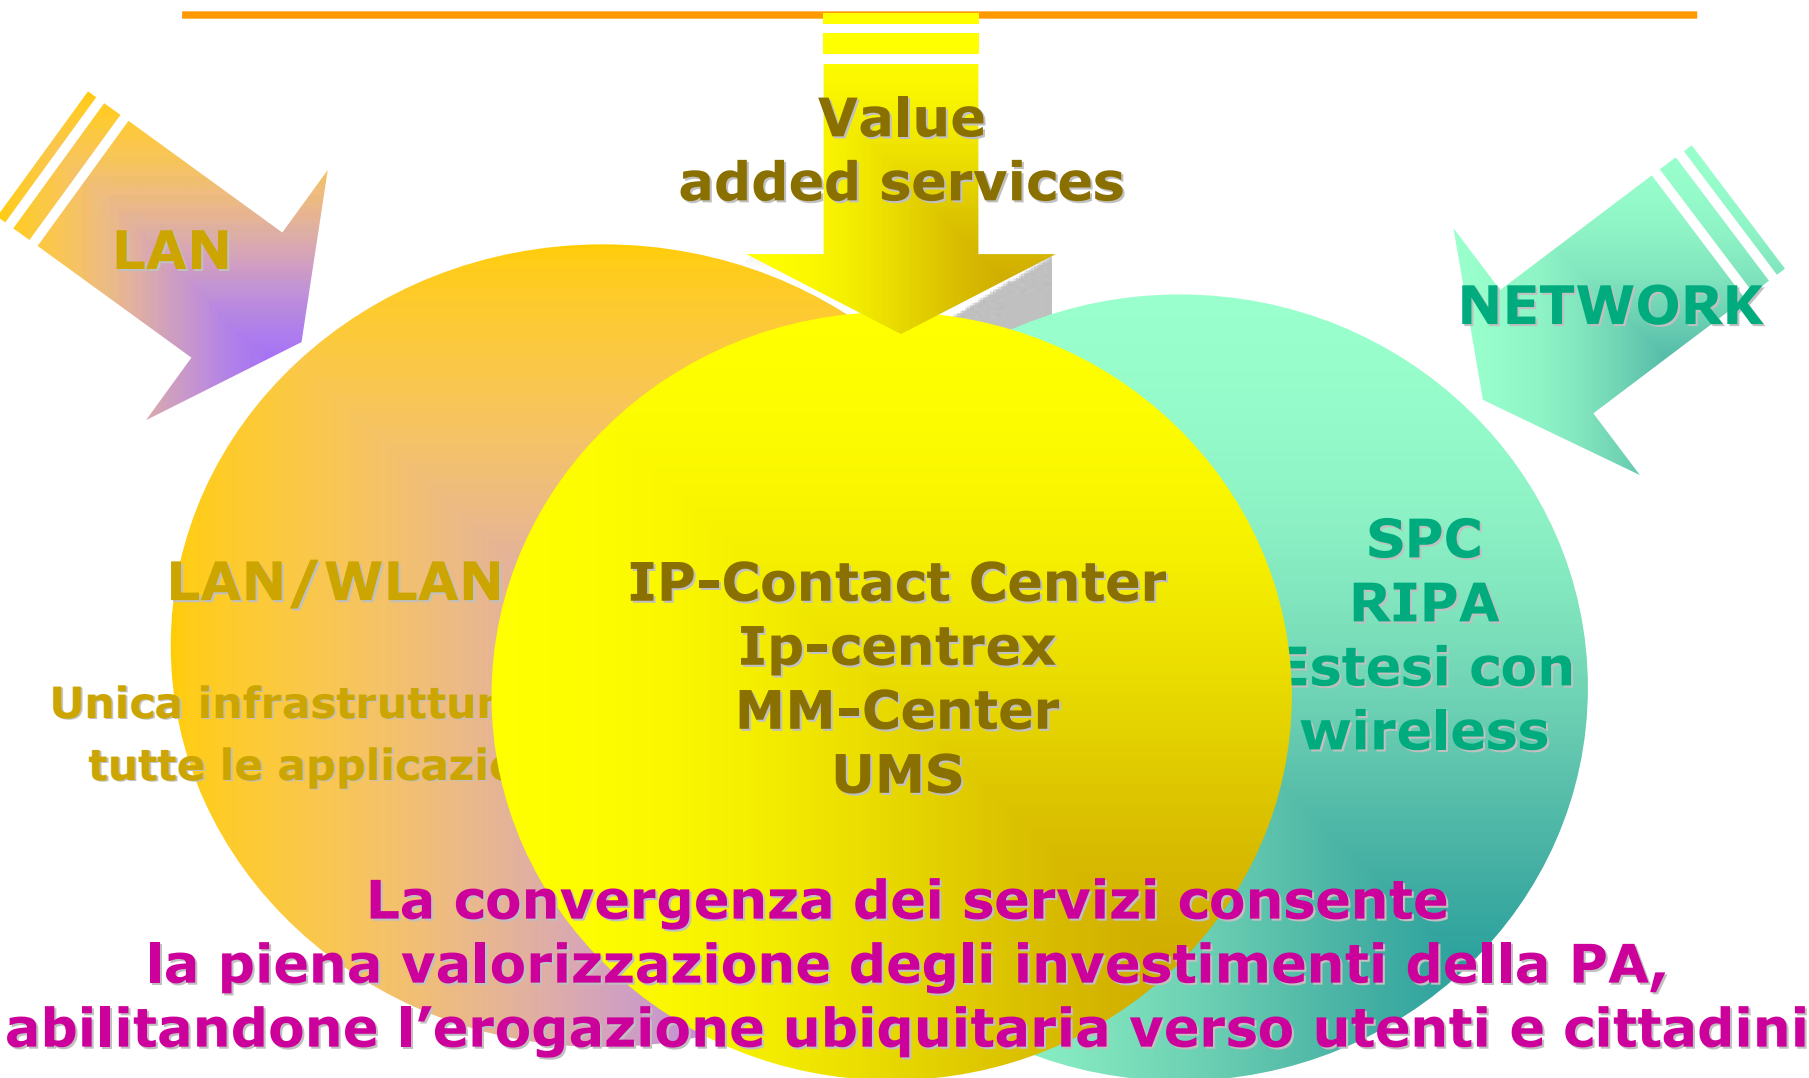 Value
added services
LAN
NETWORK
LAN/WLAN
Unica
tutte le
IP-Contact Center
Ip-centrex
MM-Center
UMS
SPC
RIPA
Estesi con
wireless
La convergenza dei servizi consente
la piena valorizzazione degli investimenti della PA,
abilitandone l’erogazione ubiquitaria verso utenti e cittadini